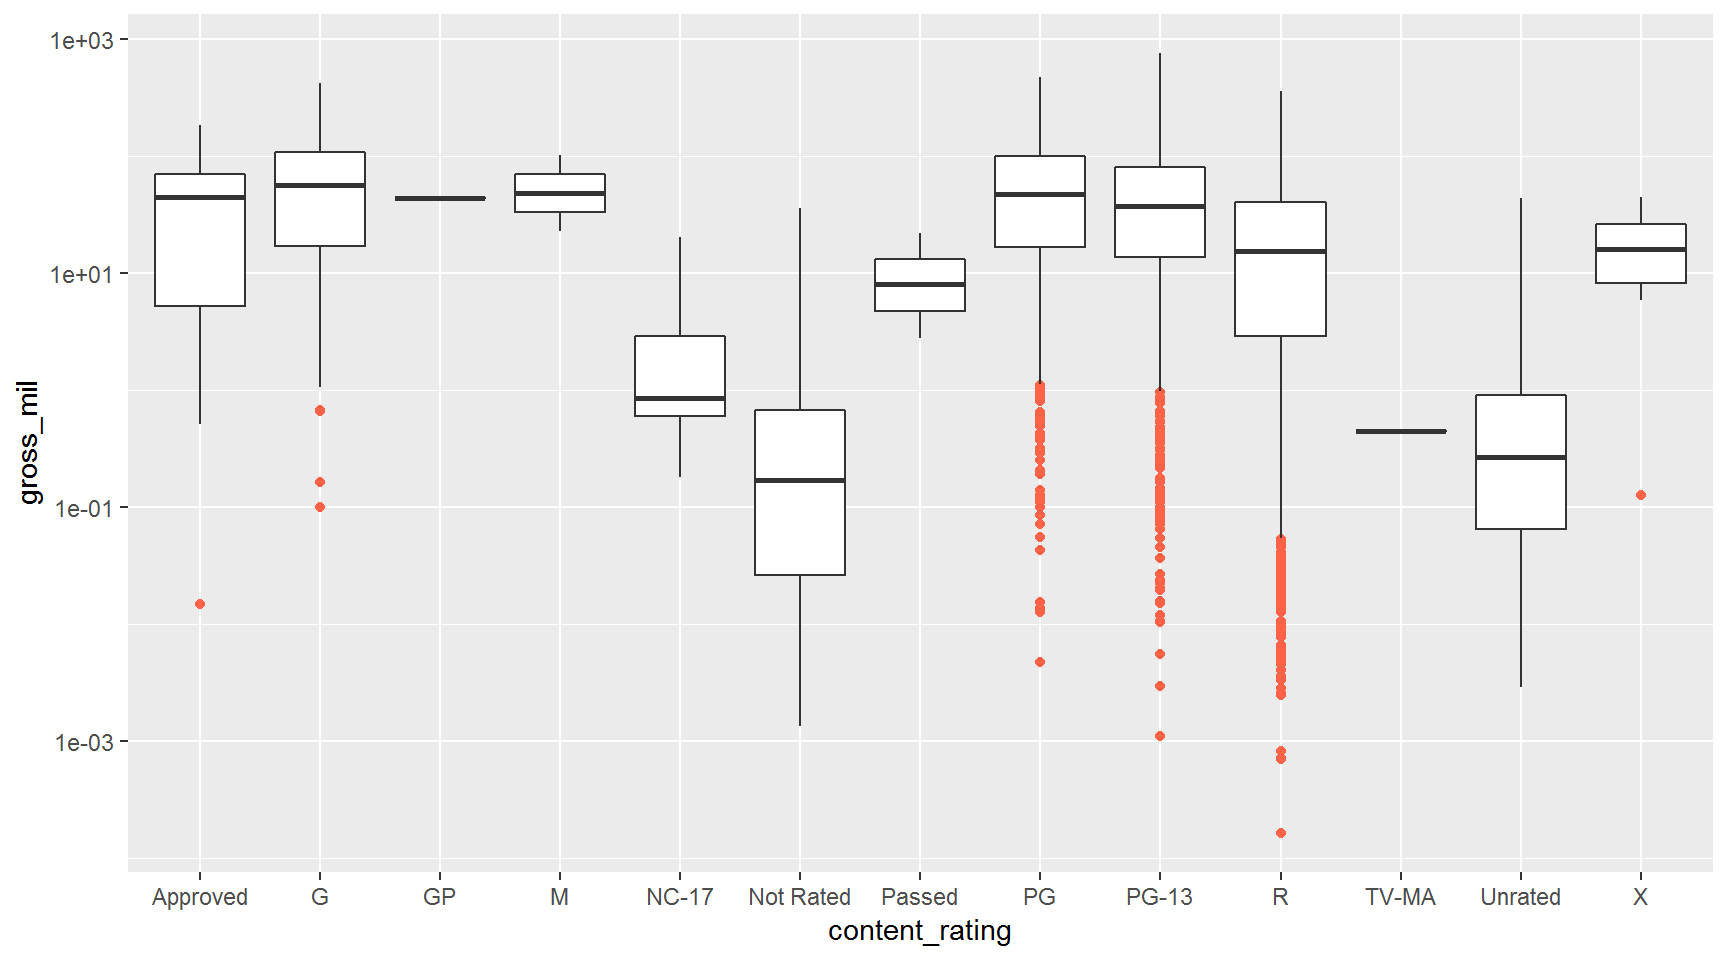 1e+03
1e+01
1e-01
1e-03
gross_mil
Approved G GP M NC-17 Not Rated Passed PG PG-13 R TV-MA Unrated X
content_rating